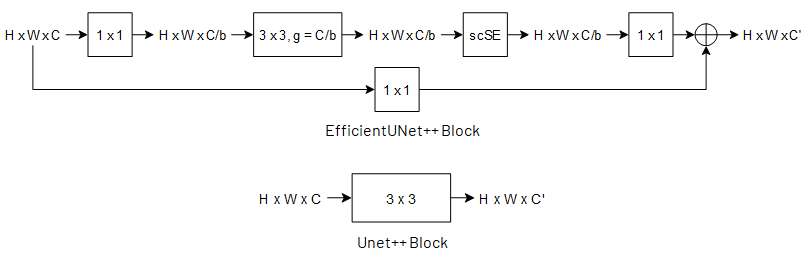 H x W x C 1 x 1 H x W x C/b 3 x 3, g = C/b H x W x C/b scSE H x W x C/b 1 x 1 H x W x C'
1 x 1
EfficientUNet++ Block
H x W x C 3 x 3 H x W x C'
Unet++ Block